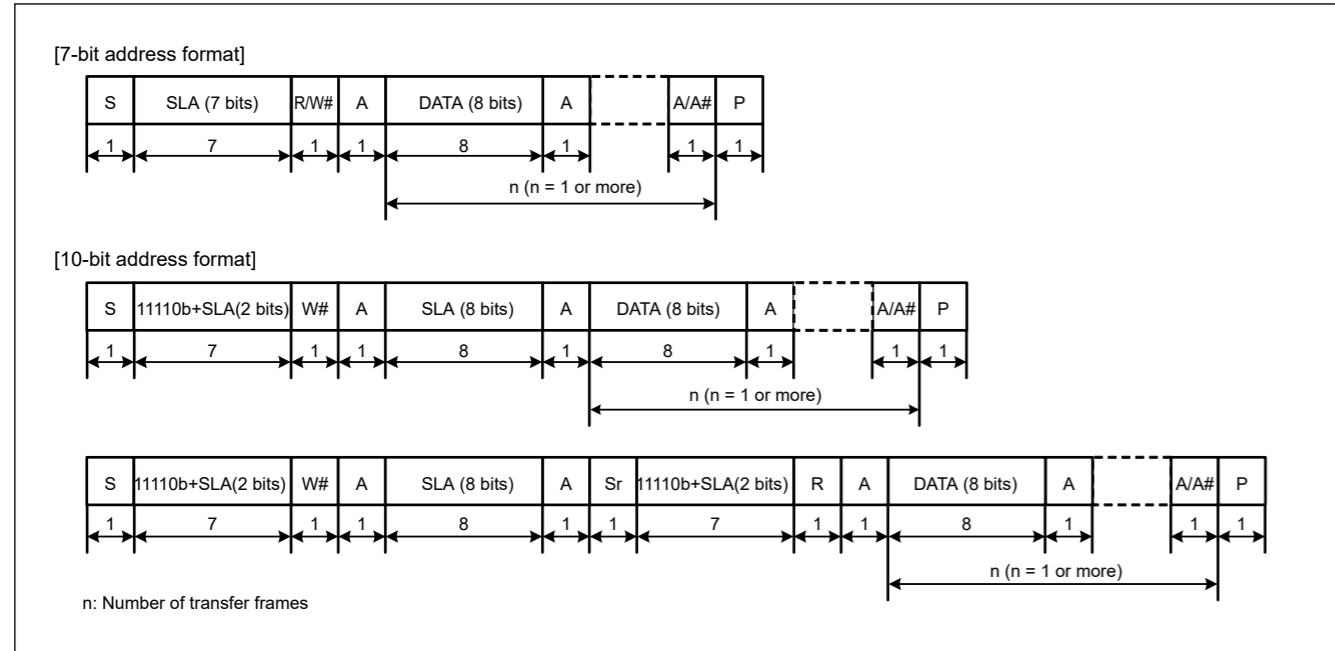 [7-bit address format]
S SLA (7 bits) R/W# A DATA (8 bits) A A/A# P
1 7 1 1 8 1 1 1
n (n = 1 or more)
[10-bit address format]
S 11110b+SLA(2 bits) W# A SLA (8 bits) A DATA (8 bits) A A/A# P
1 7 1 1 8 1 8 1 1 1
n (n = 1 or more)
S 11110b+SLA(2 bits) W# A SLA (8 bits) A Sr 11110b+SLA(2 bits) R A DATA (8 bits) A A/A# P
1 7 1 1 8 1 1 7 1 1 8 1 1 1
n (n = 1 or more)
n: Number of transfer frames